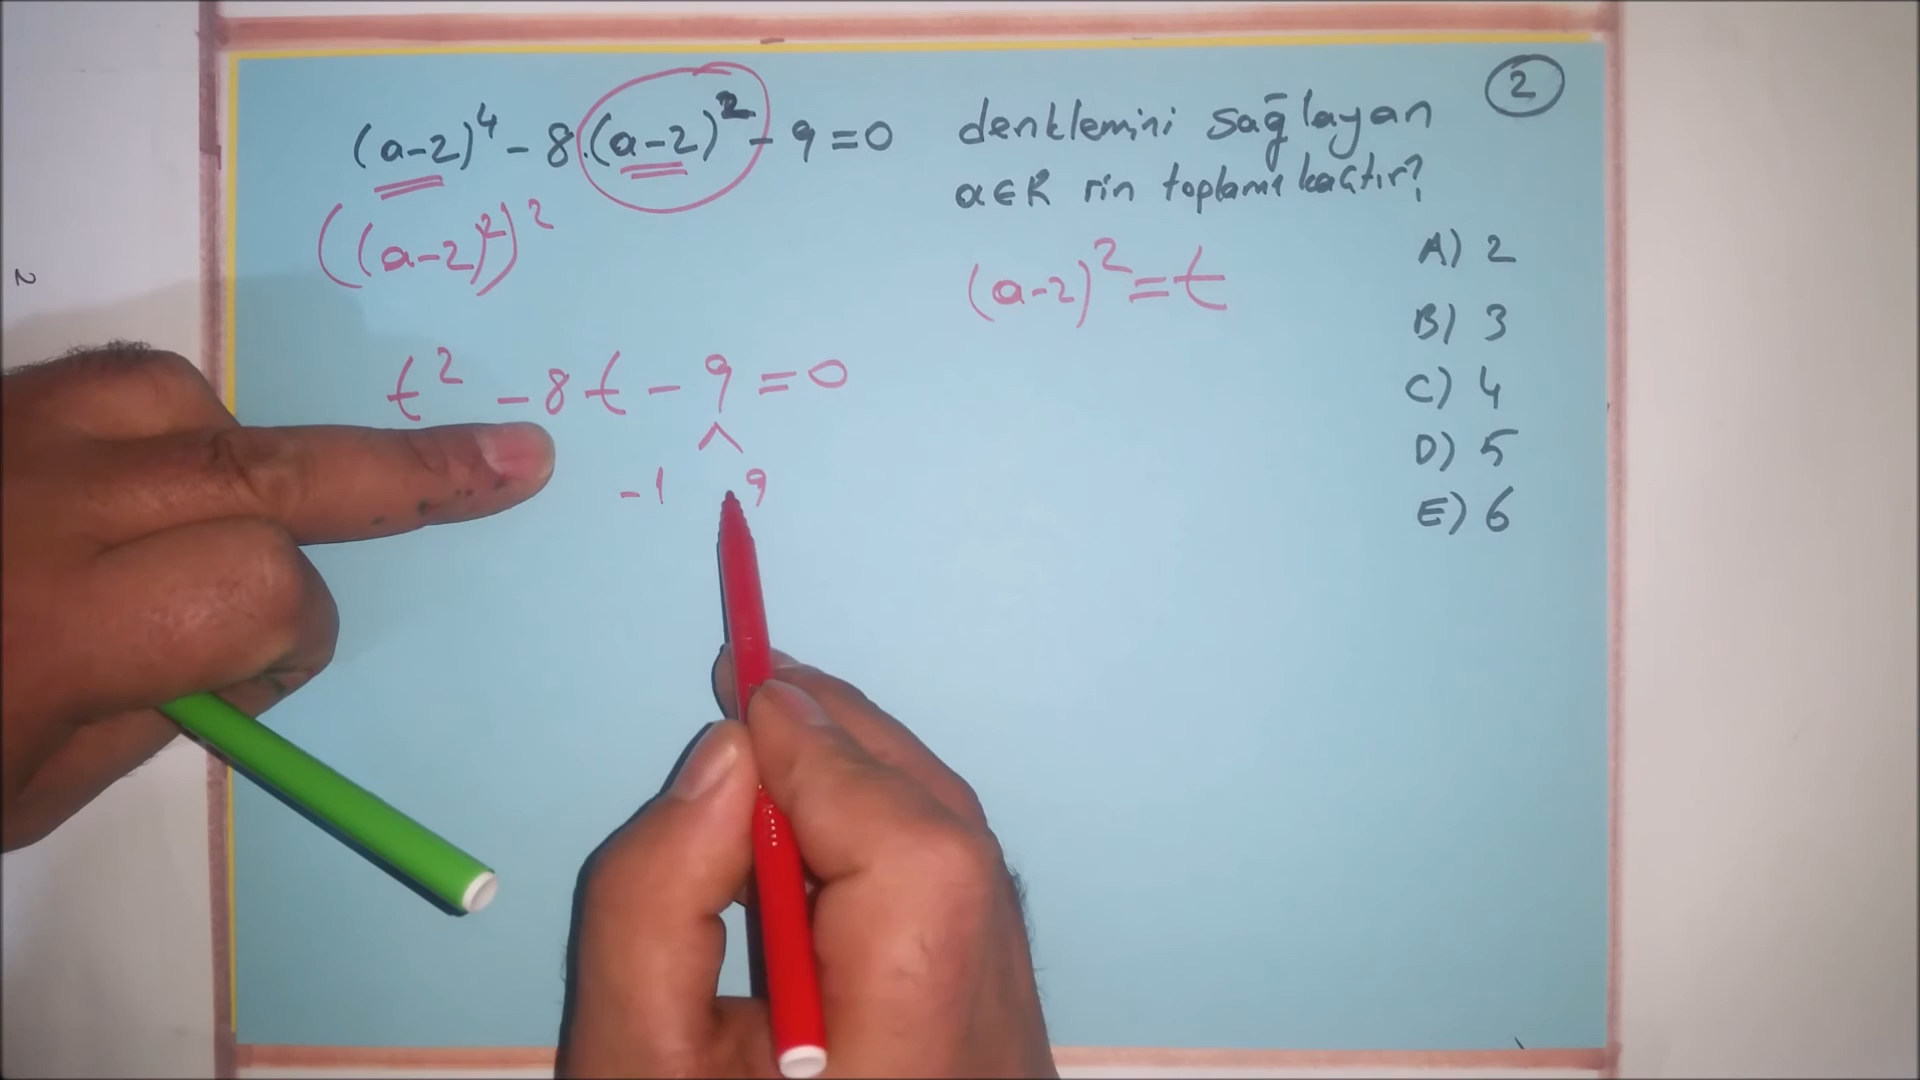 (a-2)⁴ - 8.(a-2)² - 9 = 0 denklemini sağlayan
a∈R nin toplamı kaçtır?
2
((a-2)²)²
(a-2)² = t
t² - 8t - 9 = 0
-1 9
A) 2
B) 3
C) 4
D) 5
E) 6
N